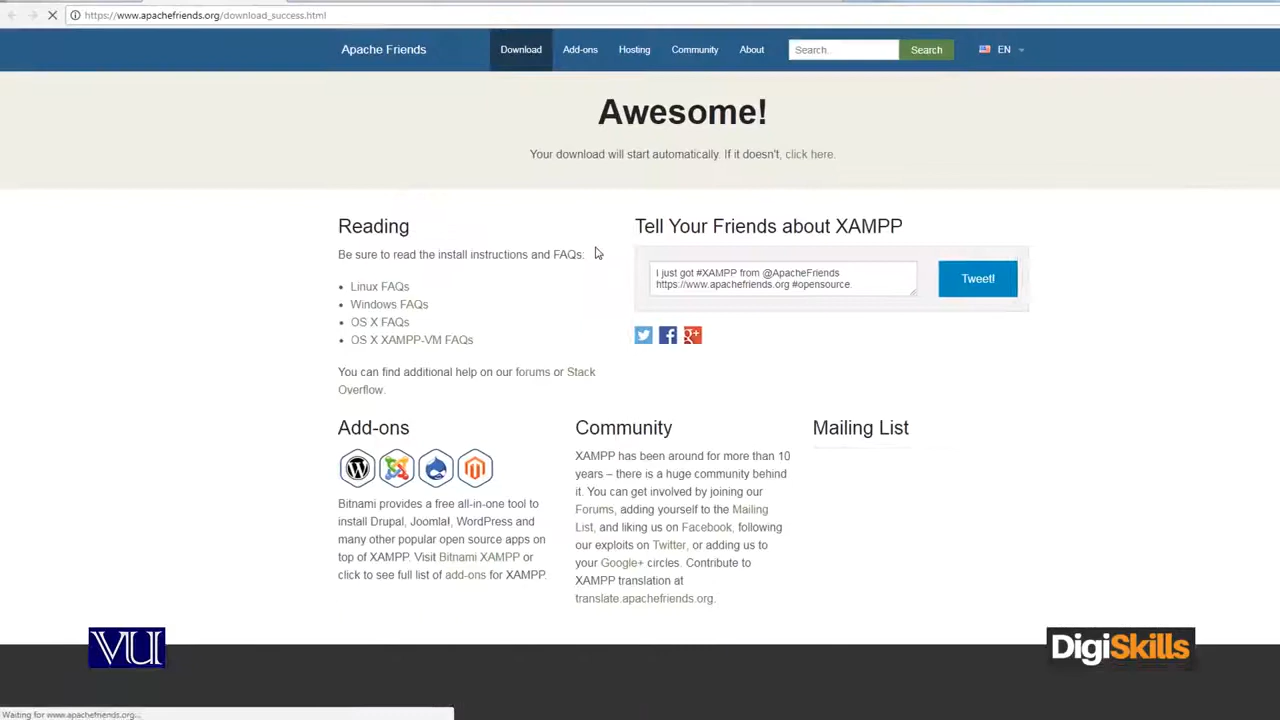 https://www.apachefriends.org/download_success.html
Apache Friends
Download
Add-ons
Hosting
Community
About
Search.
Search
EN
Awesome!
Your download will start automatically. If it doesn't, click here.
Reading
Be sure to read the install instructions and FAQs:
Linux FAQs
Windows FAQs
OS X FAQs
OS X XAMPP-VM FAQs
You can find additional help on our forums or Stack
Overflow.
Tell Your Friends about XAMPP
I just got #XAMPP from @ApacheFriends
https://www.apachefriends.org #opensource.
Tweet!
Add-ons
Bitnami provides a free all-in-one tool to
install Drupal, Joomla!, WordPress and
many other popular open source apps on
top of XAMPP. Visit Bitnami XAMPP or
click to see full list of add-ons for XAMPP.
Community
XAMPP has been around for more than 10
years – there is a huge community behind
it. You can get involved by joining our
Forums, adding yourself to the Mailing
List, and liking us on Facebook, following
our exploits on Twitter, or adding us to
your Google+ circles. Contribute to
XAMPP translation at
translate.apachefriends.org.
Mailing List
VU
DigiSkills
Waiting for www.apachefriends.org...